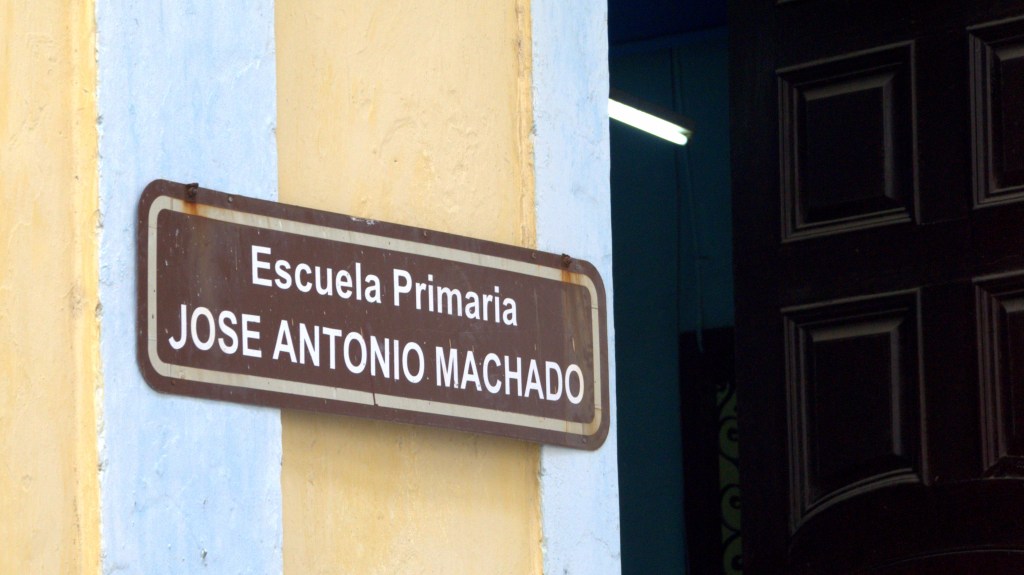 Escuela Primaria
JOSE ANTONIO MACHADO